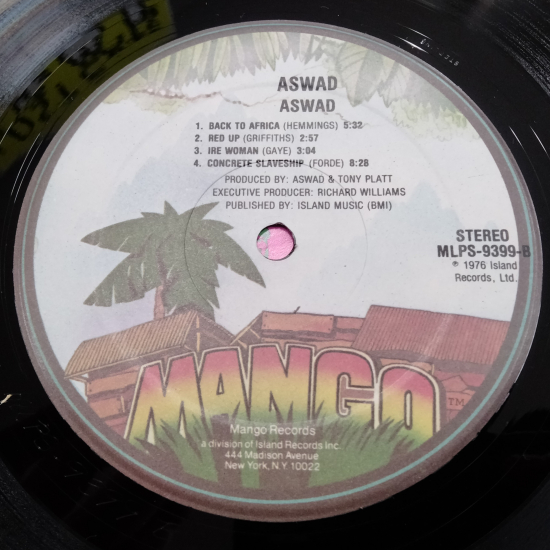 ASWAD
ASWAD
1. BACK TO AFRICA (HEMMINGS) 5:32
2. RED UP (GRIFFITHS) 2:57
3. IRE WOMAN (GAYE) 3:04
4. CONCRETE SLAVESHIP (FORDE) 8:28
PRODUCED BY: ASWAD & TONY PLATT
EXECUTIVE PRODUCER: RICHARD WILLIAMS
PUBLISHED BY: ISLAND MUSIC (BMI)
STEREO
MLPS-9399-B
℗ 1976 Island
Records, Ltd.
MANGO TM
Mango Records
a division of Island Records Inc.
444 Madison Avenue
New York, N.Y. 10022